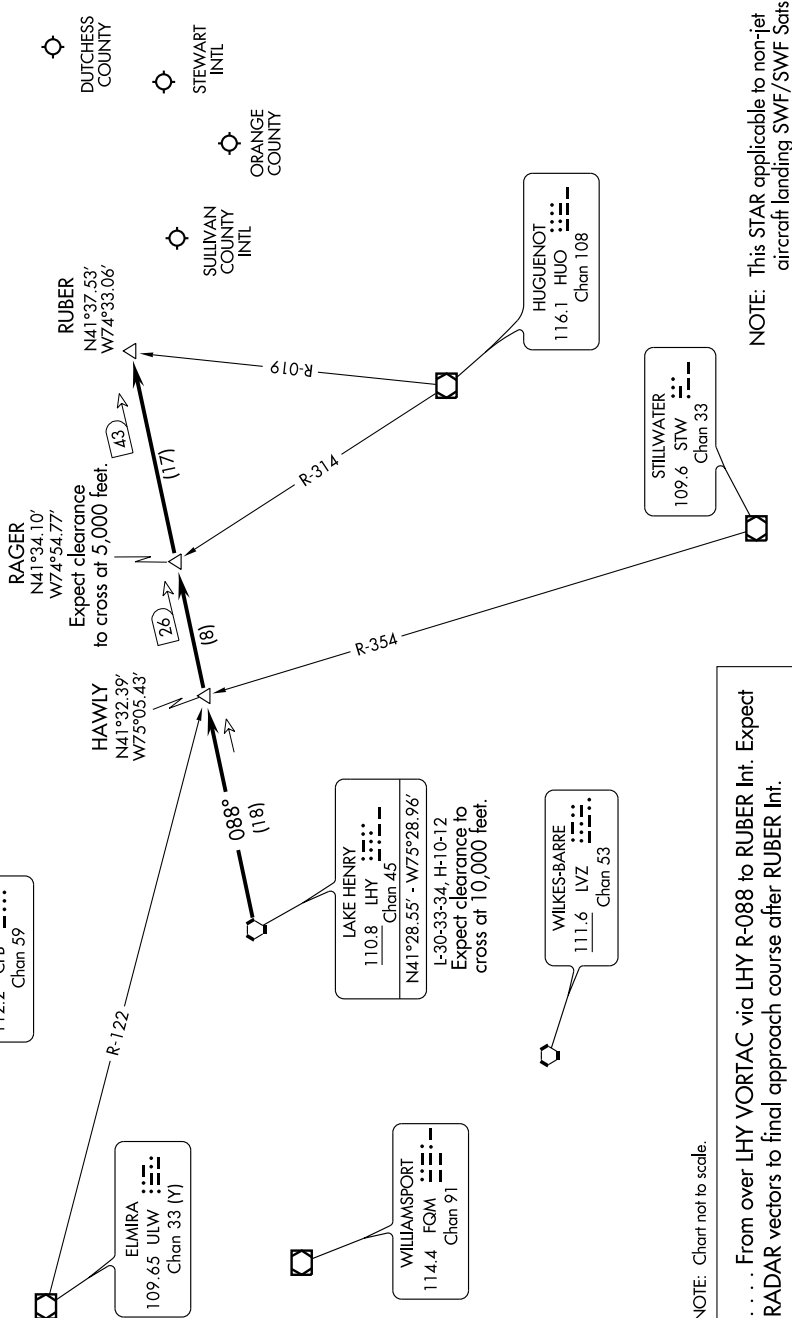 DUTCHESS
COUNTY
STEWART
INTL
ORANGE
COUNTY
SULLIVAN
COUNTY
INTL
RUBER
N41°37.53'
W74°33.06'
43
(17)
R-019
RAGER
N41°34.10'
W74°54.77'
Expect clearance
to cross at 5,000 feet.
26
(8)
R-314
HUGUENOT
116.1 HUO
Chan 108
HAWLY
N41°32.39'
W75°05.43'
R-354
STILLWATER
109.6 STW
Chan 33
088°
(18)
LAKE HENRY
110.8 LHY
Chan 45
N41°28.55' - W75°28.96'
L-30-33-34, H-10-12
Expect clearance to
cross at 10,000 feet.
Chan 59
R-122
WILKES-BARRE
111.6 LVZ
Chan 53
ELMIRA
109.65 ULW
Chan 33 (Y)
WILLIAMSPORT
114.4 FQM
Chan 91
NOTE: This STAR applicable to non-jet
aircraft landing SWF/SWF Sats
NOTE: Chart not to scale.
. . . . From over LHY VORTAC via LHY R-088 to RUBER Int. Expect
RADAR vectors to final approach course after RUBER Int.